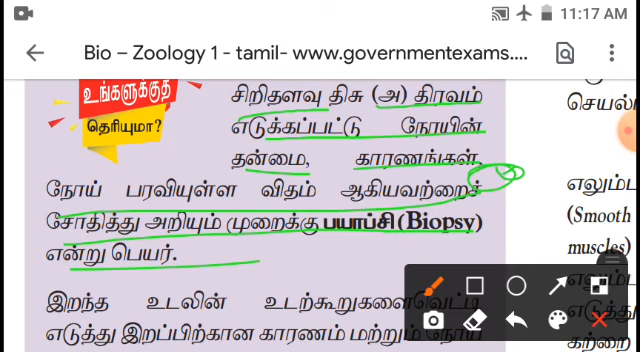 11:17 AM
Bio – Zoology 1 - tamil- www.governmentexams....
உங்களுக்குத்
தெரியுமா?
சிறிதளவு திசு (அ) திரவம்
எடுக்கப்பட்டு நோயின்
தன்மை, காரணங்கள்,
நோய் பரவியுள்ள விதம் ஆகியவற்றைச்
சோதித்து அறியும் முறைக்கு பயாப்சி (Biopsy)
என்று பெயர்.
இறந்த உடலின் உடற்கூறுகளைவெட்டி
எடுத்து இறப்பிற்கான காரணம் மற்றும் நோய்
(Smooth
muscles)
கற்றை